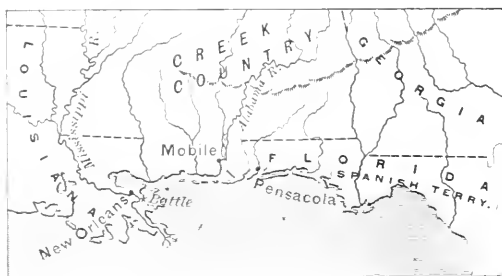 LOUISIANA
Mississippi
CREEK
COUNTRY
Alabama R.
GEORGIA
Mobile
FLORIDA
SPANISH TERRY.
Pensacola
Battle
New Orleans